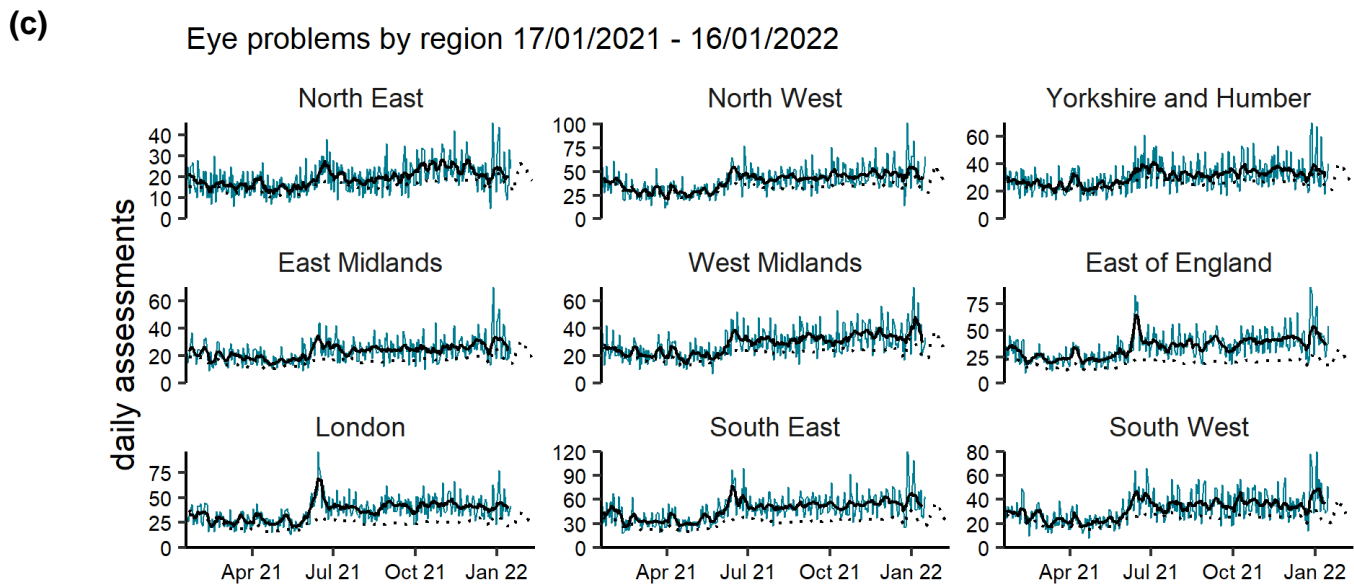 (c)
Eye problems by region 17/01/2021 - 16/01/2022
daily assessments
North East
40
30
20
10
0
North West
100
75
50
25
0
Yorkshire and Humber
60
40
20
0
East Midlands
60
40
20
0
West Midlands
60
40
20
0
East of England
75
50
25
0
London
75
50
25
0
Apr 21 Jul 21 Oct 21 Jan 22
South East
120
90
60
30
0
Apr 21 Jul 21 Oct 21 Jan 22
South West
80
60
40
20
0
Apr 21 Jul 21 Oct 21 Jan 22